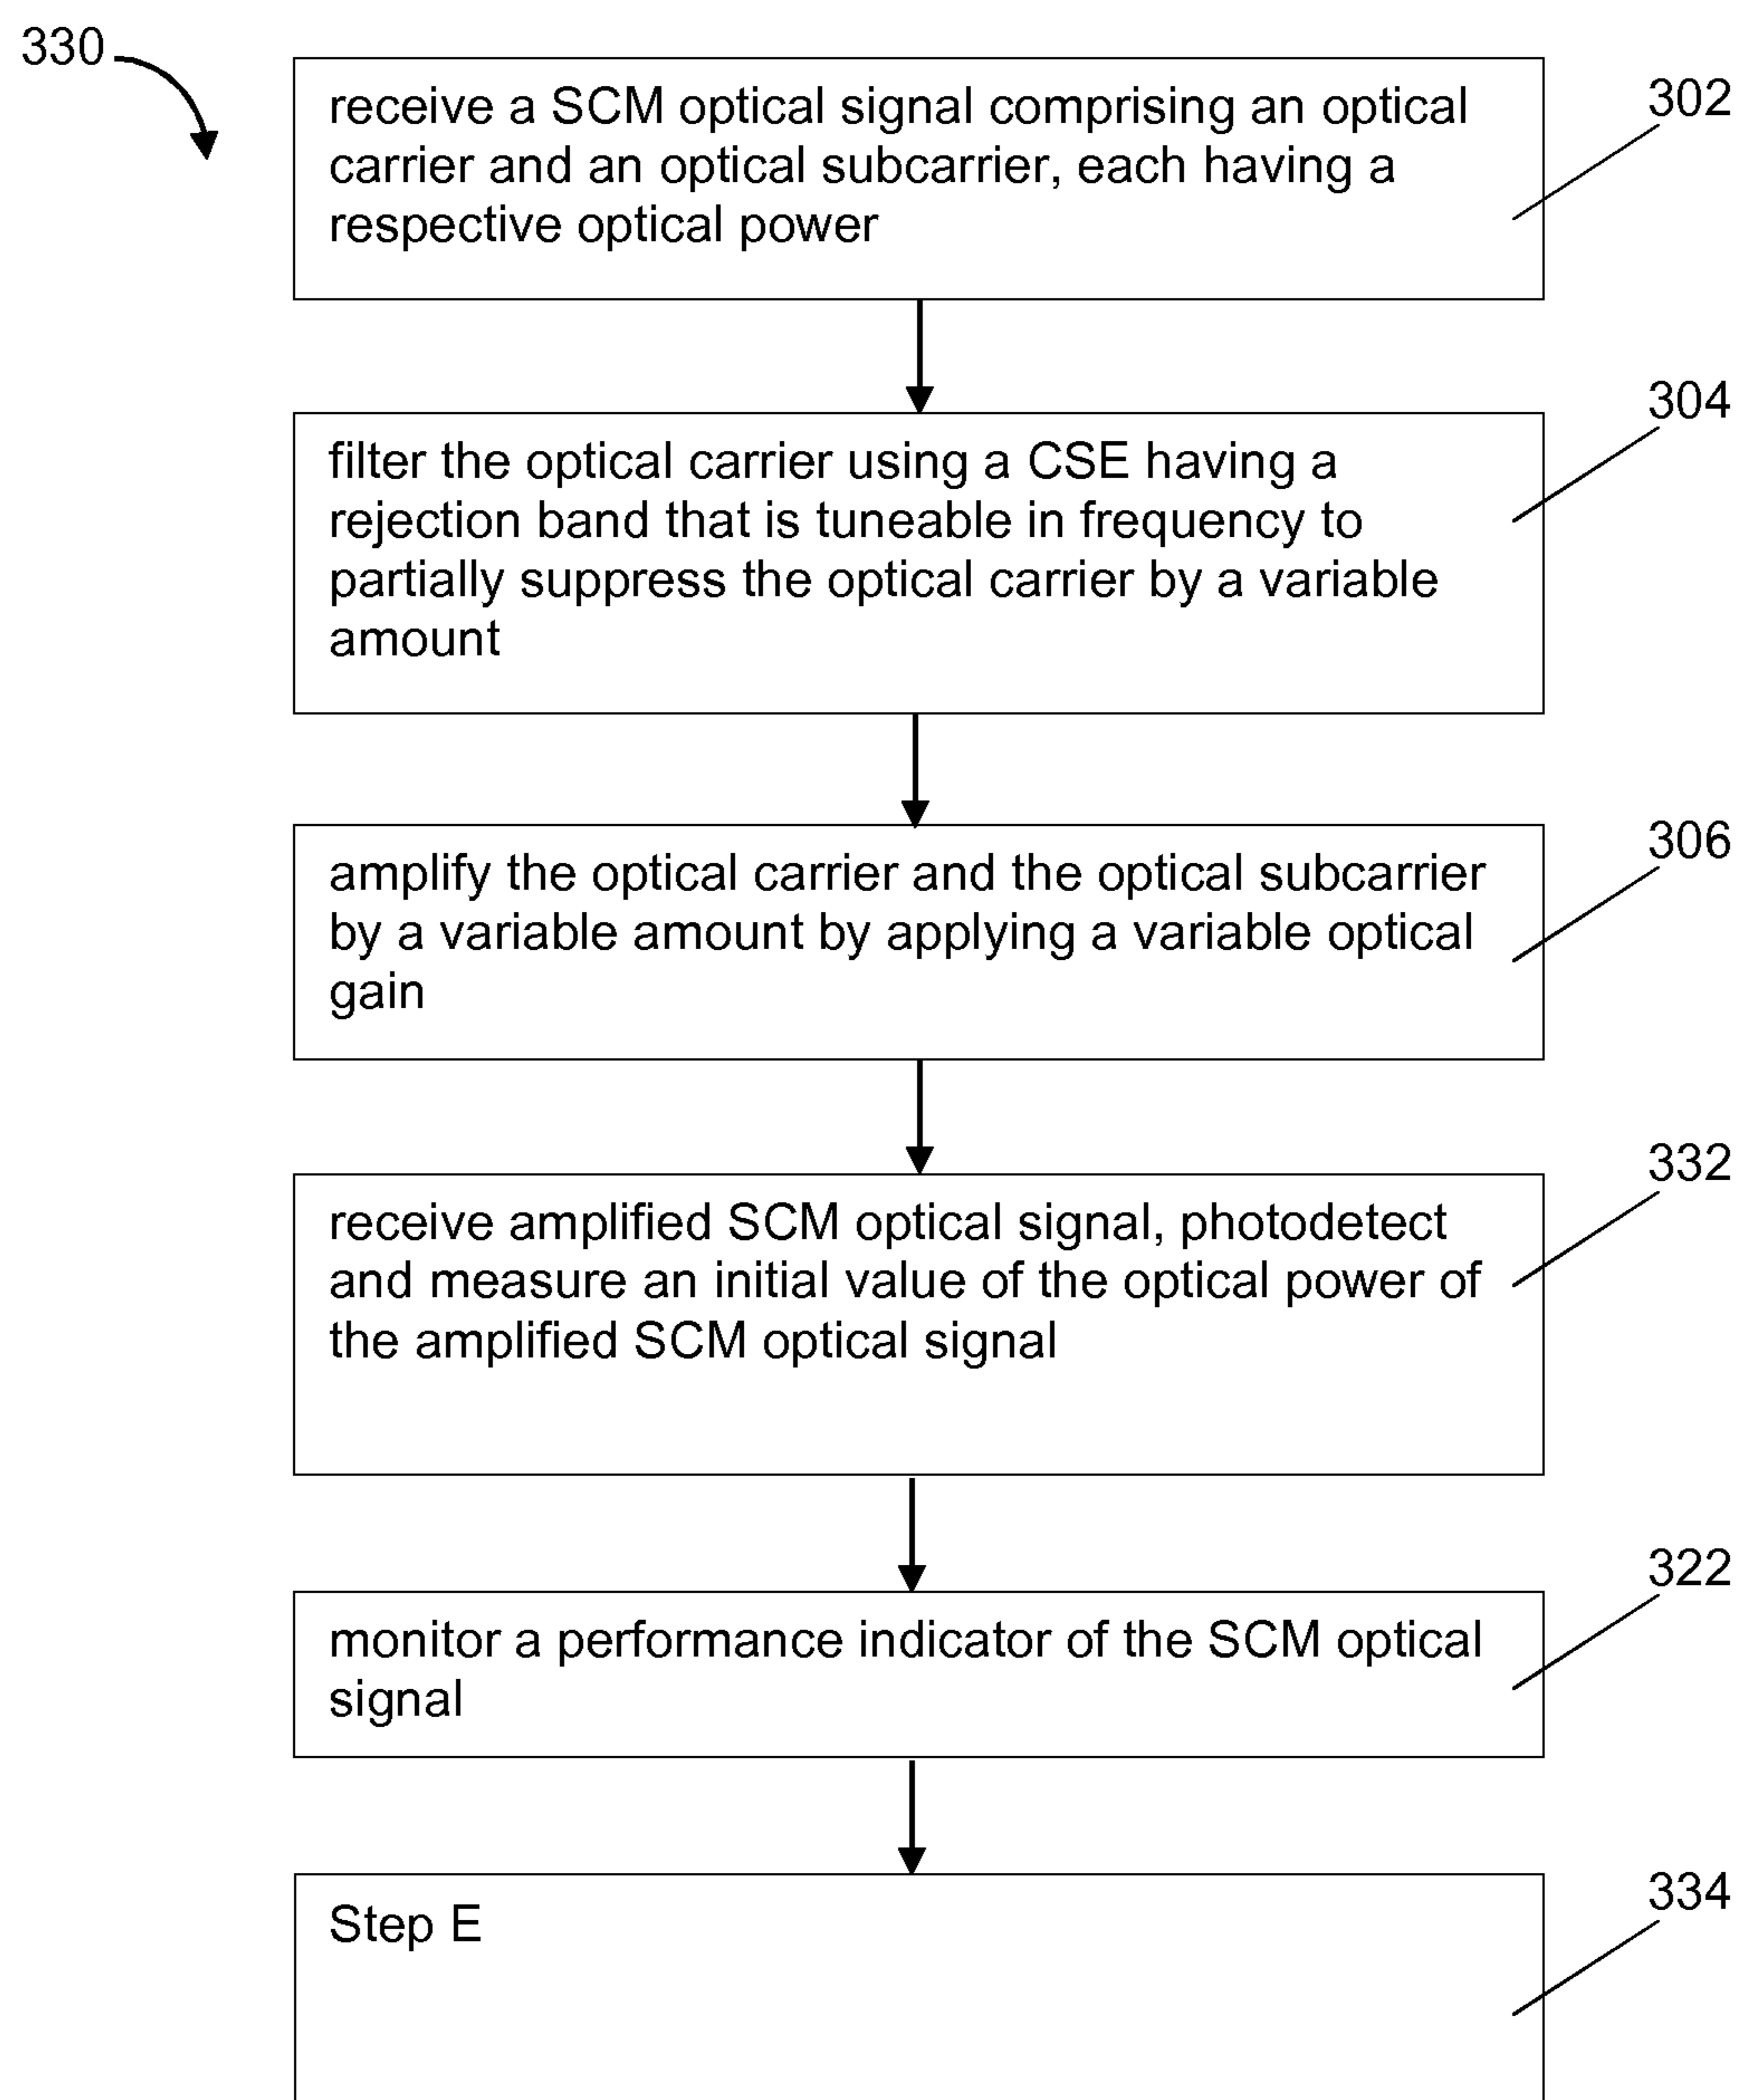 330
receive a SCM optical signal comprising an optical
carrier and an optical subcarrier, each having a
respective optical power
302
filter the optical carrier using a CSE having a
rejection band that is tuneable in frequency to
partially suppress the optical carrier by a variable
amount
304
amplify the optical carrier and the optical subcarrier
by a variable amount by applying a variable optical
gain
306
receive amplified SCM optical signal, photodetect
and measure an initial value of the optical power of
the amplified SCM optical signal
332
monitor a performance indicator of the SCM optical
signal
322
Step E
334